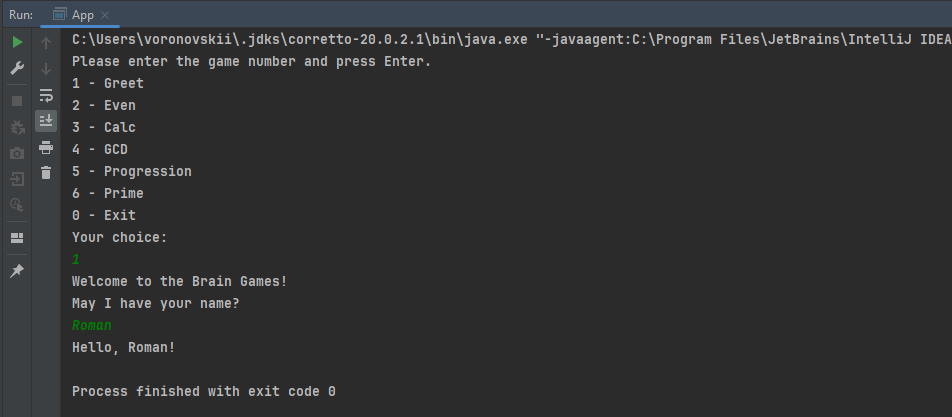 Run: App
C:\Users\voronovskii\.jdks\corretto-20.0.2.1\bin\java.exe "-javaagent:C:\Program Files\JetBrains\IntelliJ IDEA
Please enter the game number and press Enter.
1 - Greet
2 - Even
3 - Calc
4 - GCD
5 - Progression
6 - Prime
0 - Exit
Your choice:
1
Welcome to the Brain Games!
May I have your name?
Roman
Hello, Roman!
Process finished with exit code 0